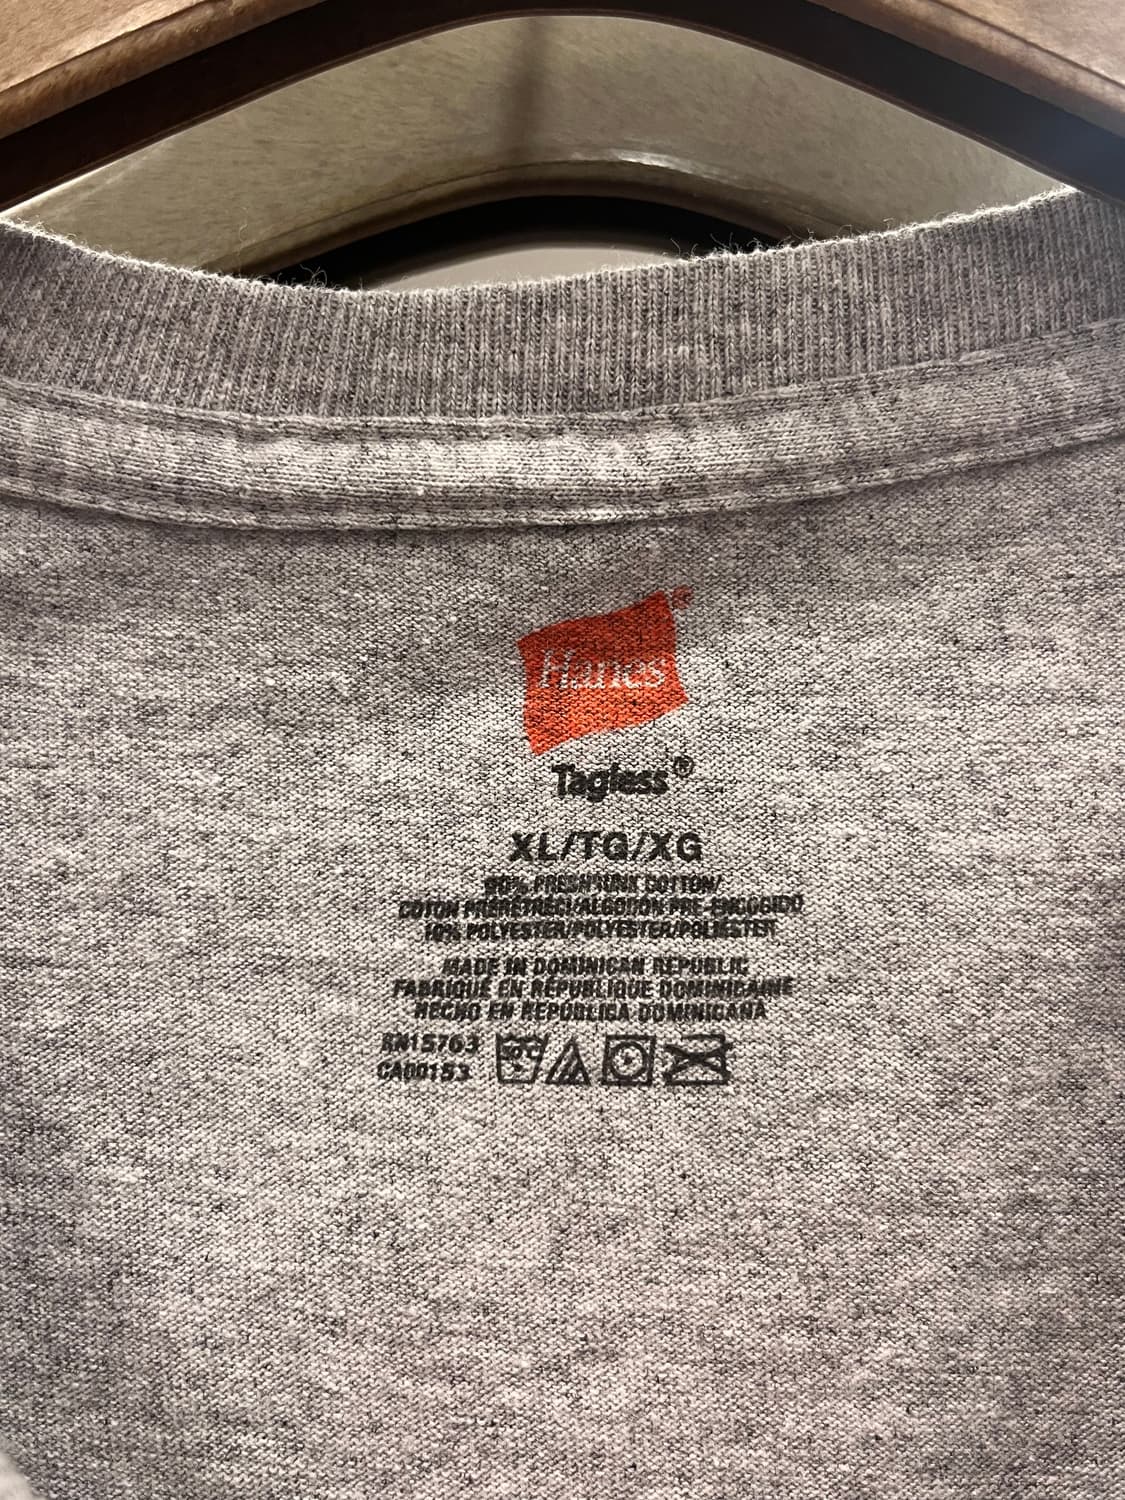 Hanes®
Tagless®
XL/TG/XG
90% PRESHRUNK COTTON/
COTON PRÉRÉTRÉCI/ALGODÓN PRE-ENCOGIDO
10% POLYESTER/POLYESTER/POLIÉSTER
MADE IN DOMINICAN REPUBLIC
FABRIQUÉ EN RÉPUBLIQUE DOMINICAINE
HECHO EN REPÚBLICA DOMINICANA
RN15763
CA00153